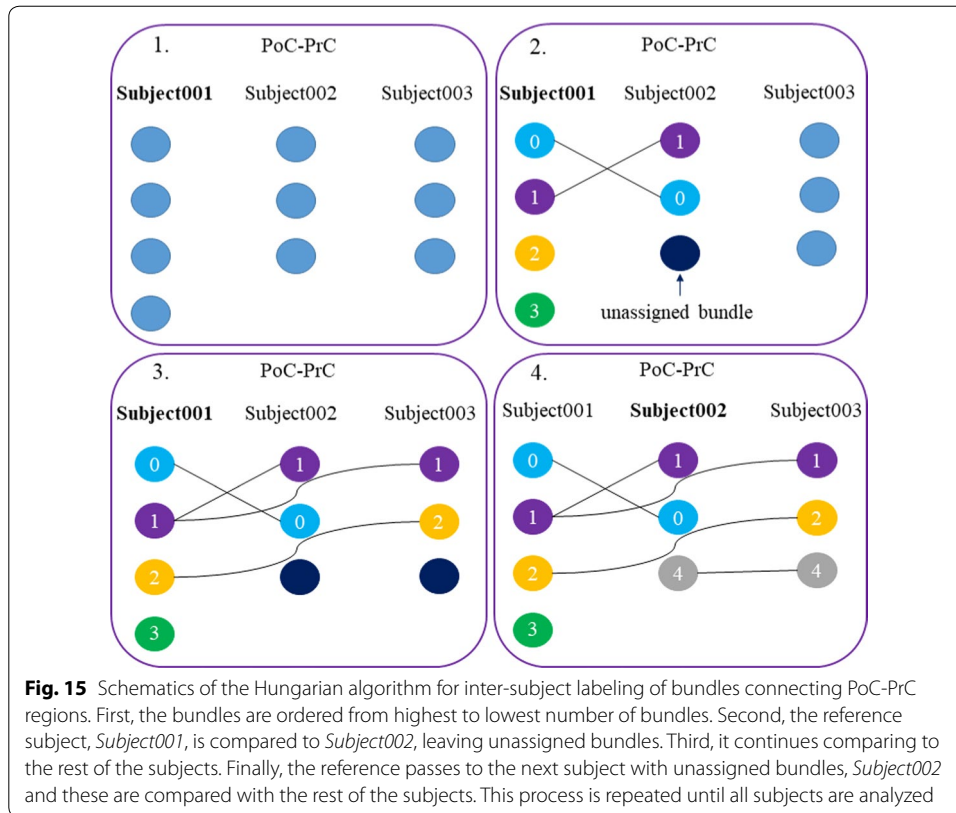 1.
PoC-PrC
Subject001 Subject002 Subject003
2.
PoC-PrC
Subject001 Subject002 Subject003
0 1
1 0
2
3
unassigned bundle
3.
PoC-PrC
Subject001 Subject002 Subject003
0 1 1
1 0 2
2
3
4.
PoC-PrC
Subject001 Subject002 Subject003
0 1 1
1 0 2
2 4 4
3
Fig. 15 Schematics of the Hungarian algorithm for inter-subject labeling of bundles connecting PoC-PrC
regions. First, the bundles are ordered from highest to lowest number of bundles. Second, the reference
subject, Subject001, is compared to Subject002, leaving unassigned bundles. Third, it continues comparing to
the rest of the subjects. Finally, the reference passes to the next subject with unassigned bundles, Subject002
and these are compared with the rest of the subjects. This process is repeated until all subjects are analyzed